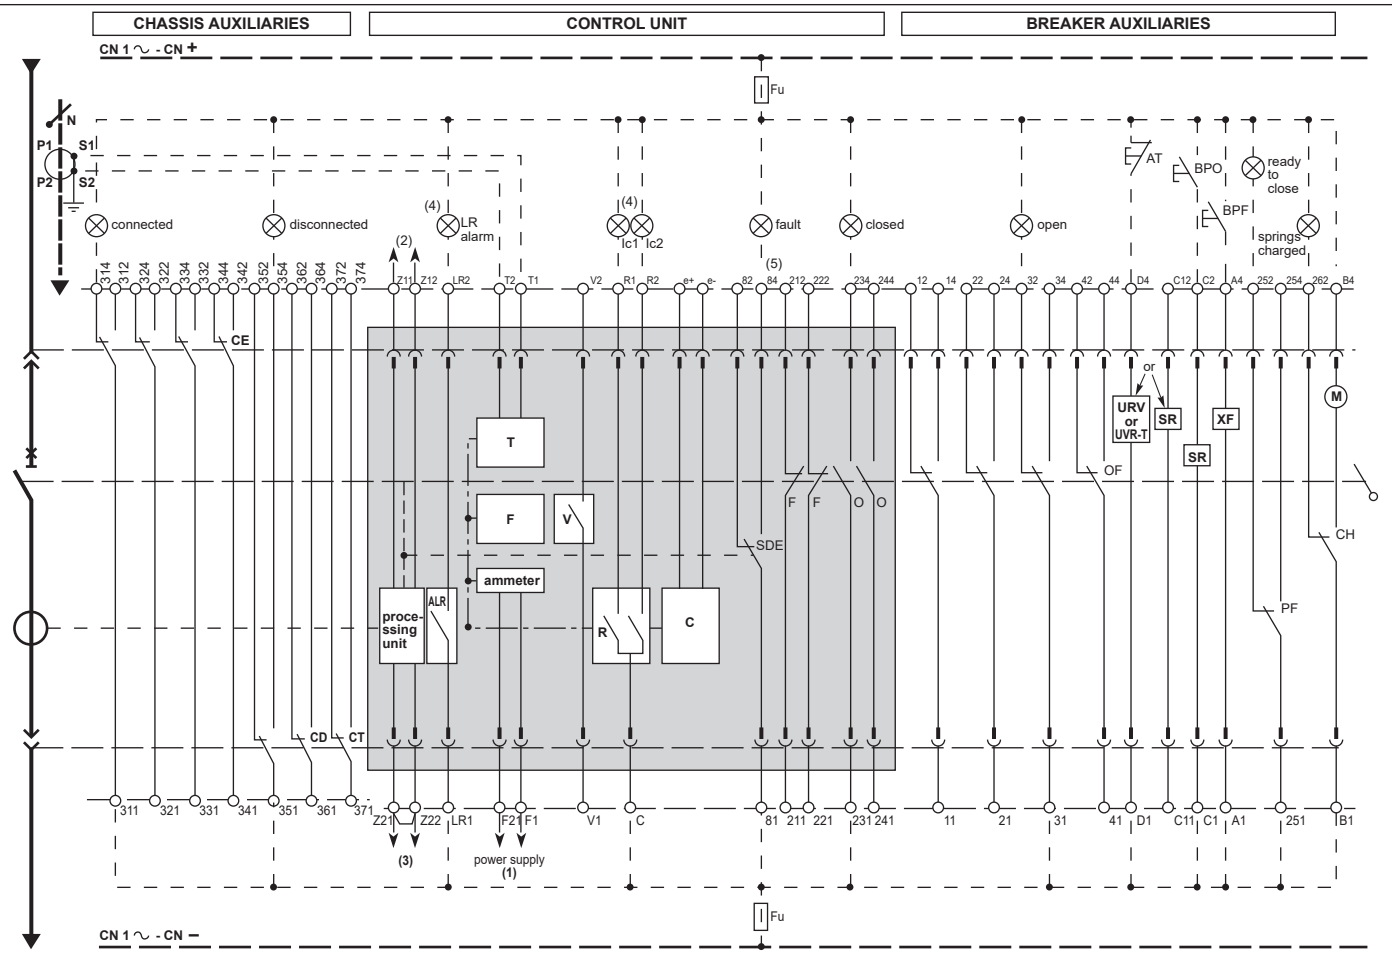 CHASSIS AUXILIARIES
CONTROL UNIT
BREAKER AUXILIARIES
CN 1 ∿ - CN +
Fu
N
P1 S1
P2 S2
AT
BPO
ready
to
close
BPF
connected
disconnected
(4)
LR
alarm
(4)
Ic1 Ic2
fault
closed
open
springs
charged
(2)
(5)
314 312 324 322 334 332 344 342 352 354 362 364 372 374
Z11 Z12 LR2 T2 T1 V2 R1 R2 e+ e- 82 84 212 222 234 244
12 14 22 24 32 34 42 44 D4 C12 C2 A4 252 254 262 B4
CE
or
URV
or
UVR-T
SR
XF
M
SR
T
OF
F
V
F F O O
SDE
CH
ammeter
ALR
proce-
ssing
unit
R
C
PF
CD CT
311 321 331 341 351 361 371
Z21 Z22 LR1 F21 F1 V1 C 81 211 221 231 241
11 21 31 41 D1 C11 C1 A1 251 B1
(3)
power supply
(1)
Fu
CN 1 ∿ - CN −